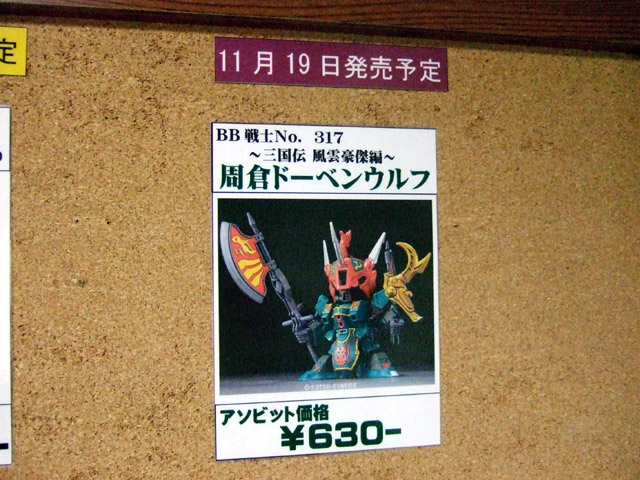 定
11月19日発売予定
BB戦士No. 317
～三国伝 風雲豪傑編～
周倉ドーベンウルフ
アソビット価格
¥630-